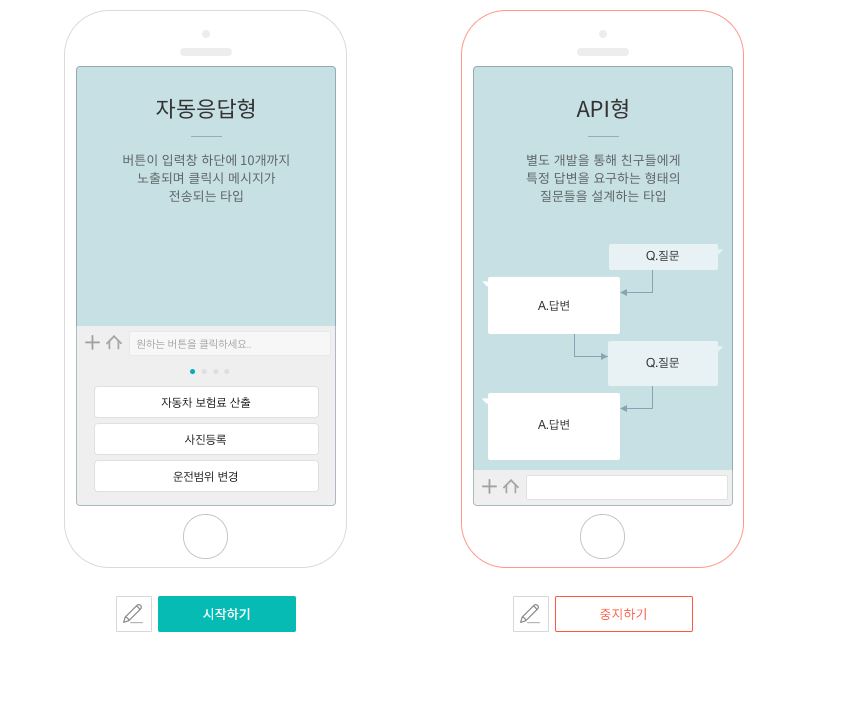 자동응답형
버튼이 입력창 하단에 10개까지
노출되며 클릭시 메시지가
전송되는 타입
원하는 버튼을 클릭하세요..
자동차 보험료 산출
사진등록
운전범위 변경
시작하기
API형
별도 개발을 통해 친구들에게
특정 답변을 요구하는 형태의
질문들을 설계하는 타입
Q.질문
A.답변
Q.질문
A.답변
중지하기